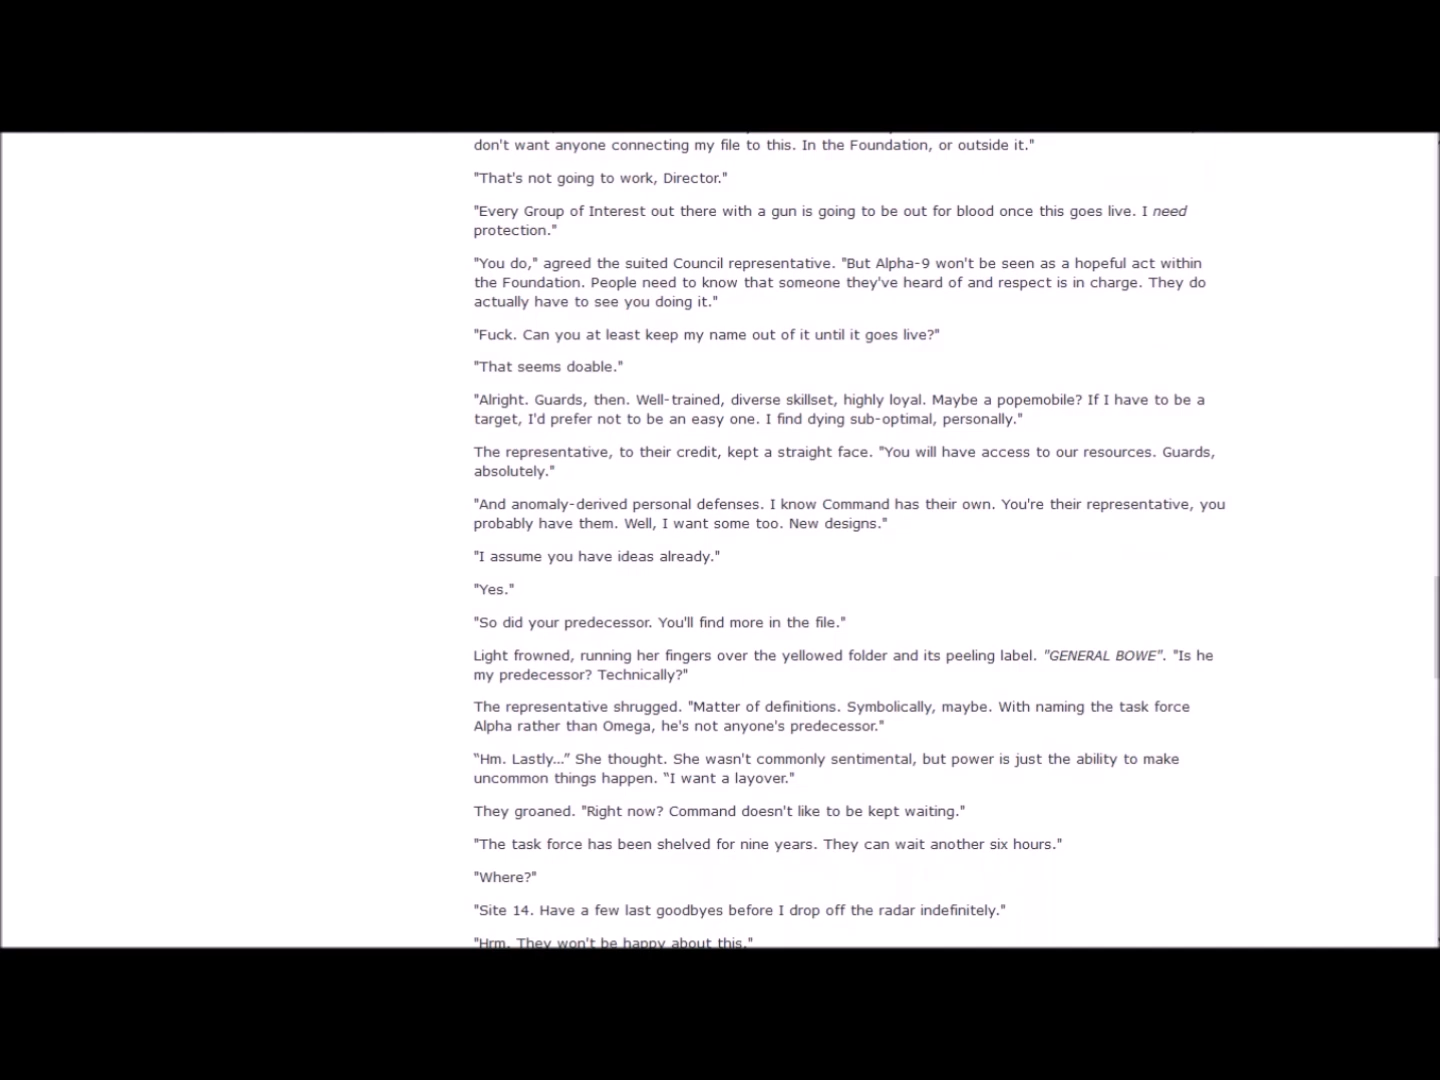 don't want anyone connecting my file to this. In the Foundation, or outside it."
"That's not going to work, Director."
"Every Group of Interest out there with a gun is going to be out for blood once this goes live. I need
protection."
"You do," agreed the suited Council representative. "But Alpha-9 won't be seen as a hopeful act within
the Foundation. People need to know that someone they've heard of and respect is in charge. They do
actually have to see you doing it."
"Fuck. Can you at least keep my name out of it until it goes live?"
"That seems doable."
"Alright. Guards, then. Well-trained, diverse skillset, highly loyal. Maybe a popemobile? If I have to be a
target, I'd prefer not to be an easy one. I find dying sub-optimal, personally."
The representative, to their credit, kept a straight face. "You will have access to our resources. Guards,
absolutely."
"And anomaly-derived personal defenses. I know Command has their own. You're their representative, you
probably have them. Well, I want some too. New designs."
"I assume you have ideas already."
"Yes."
"So did your predecessor. You'll find more in the file."
Light frowned, running her fingers over the yellowed folder and its peeling label. "GENERAL BOWE". "Is he
my predecessor? Technically?"
The representative shrugged. "Matter of definitions. Symbolically, maybe. With naming the task force
Alpha rather than Omega, he's not anyone's predecessor."
“Hm. Lastly…” She thought. She wasn't commonly sentimental, but power is just the ability to make
uncommon things happen. “I want a layover."
They groaned. "Right now? Command doesn't like to be kept waiting."
"The task force has been shelved for nine years. They can wait another six hours."
"Where?"
"Site 14. Have a few last goodbyes before I drop off the radar indefinitely."
"Hrm. They won't be happy about this."